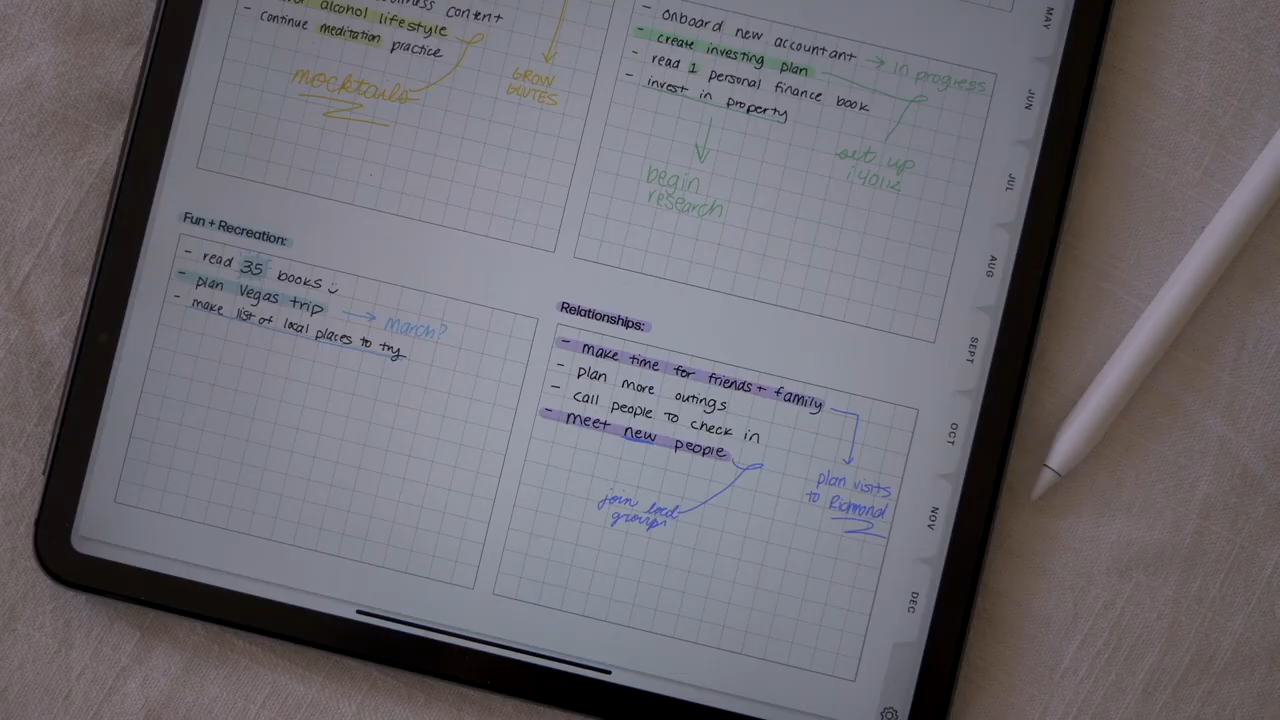 content
alcohol lifestyle
- continue meditation practice
mocktails
GROW
GLUTES
- onboard new accountant → in progress
- create investing plan
- read 1 personal finance book
- invest in property
set up
i401k
begin
research
Fun + Recreation:
- read 35 books
- plan Vegas trip → march?
- make list of local places to try
Relationships:
- make time for friends + family
- plan more outings
- call people to check in
- meet new people
plan visits
to Richmond
join local
groups
MAY
JUN
JUL
AUG
SEPT
OCT
NOV
DEC